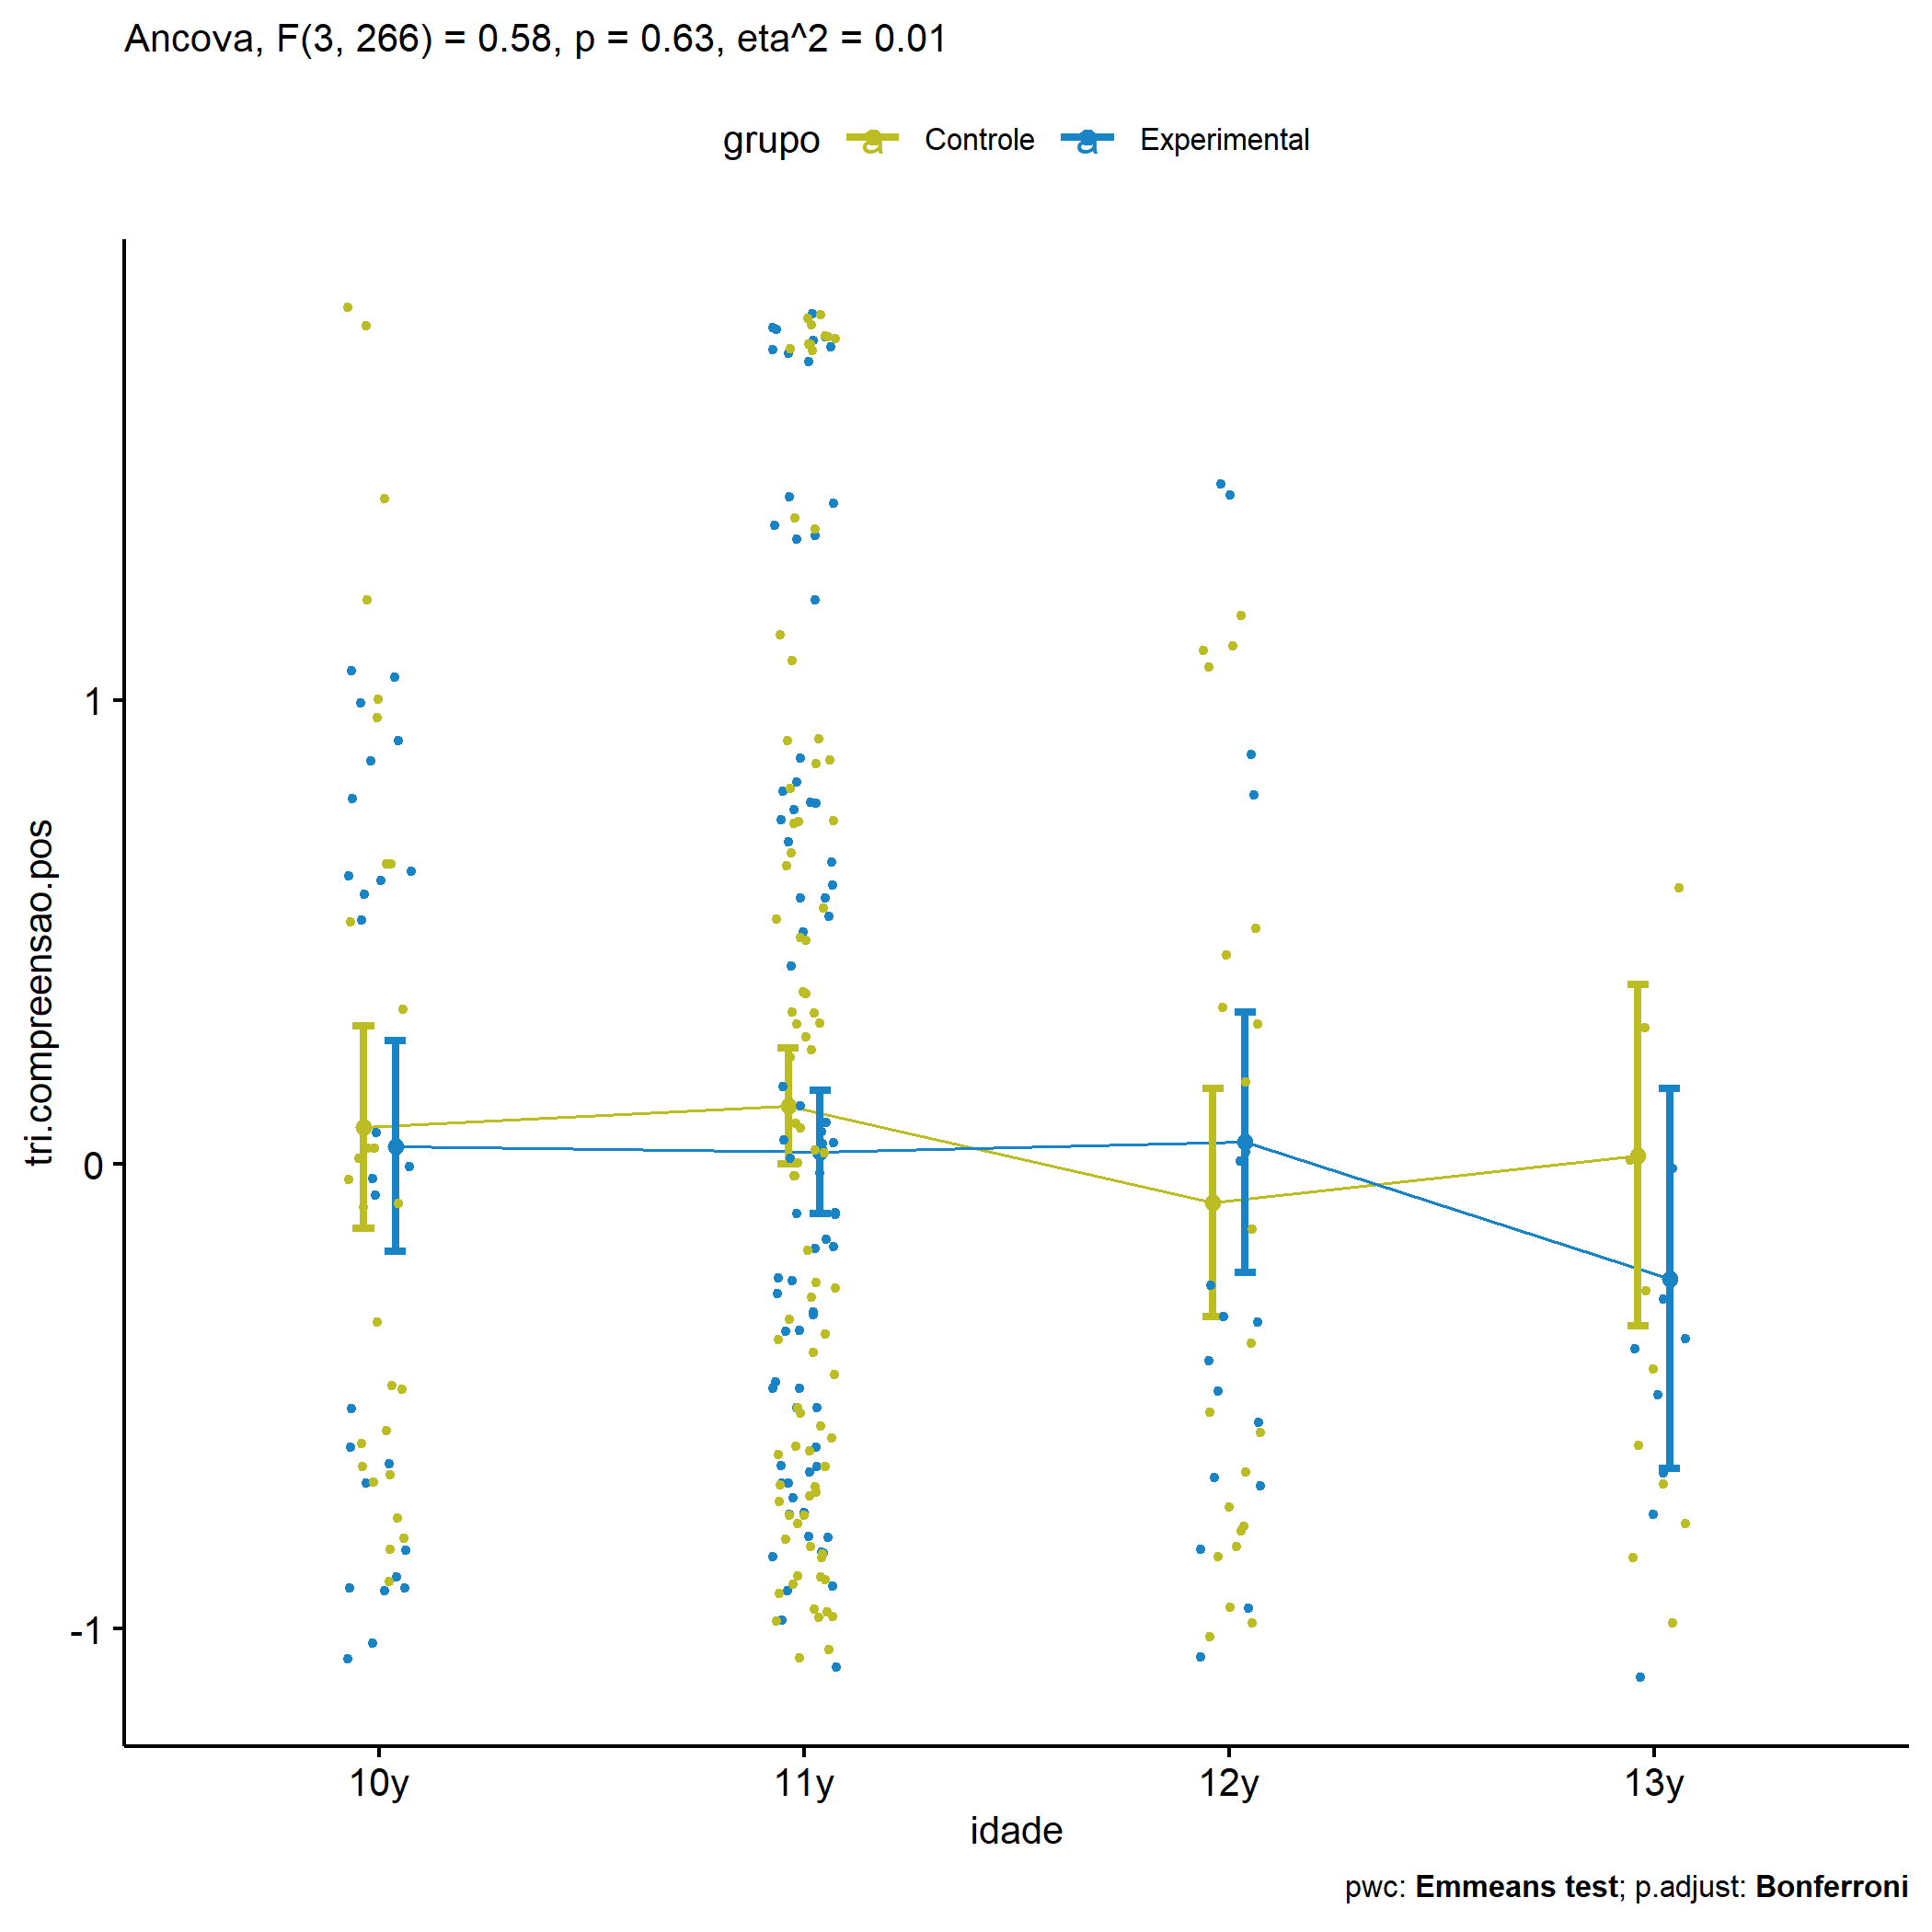 Ancova, F(3, 266) = 0.58, p = 0.63, eta^2 = 0.01
grupo a Controle a Experimental
tri.compreensao.pos
1
0
-1
10y 11y 12y 13y
idade
pwc: Emmeans test; p.adjust: Bonferroni